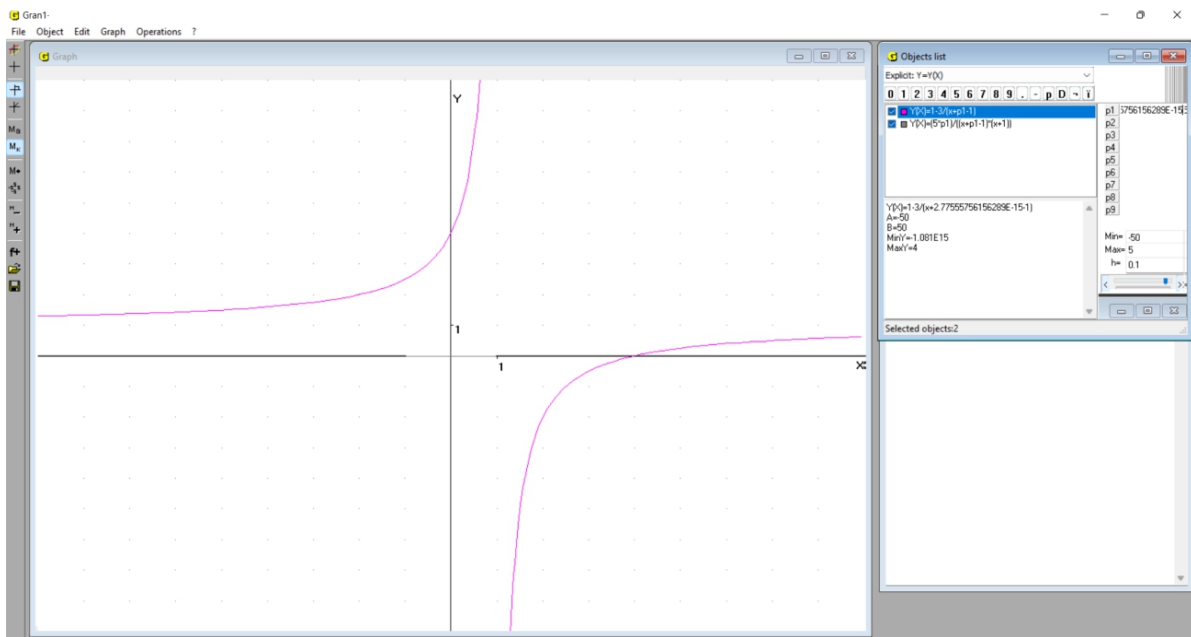 Gran1-
File Object Edit Graph Operations ?
Graph
Y
1
1
X
Objects list
Explicit: Y=Y(X)
0 1 2 3 4 5 6 7 8 9 . - p D ¬ ï
Y(X)=1-3/(x+p1-1)
Y(X)=(5*p1)/((x+p1-1)*(x+1))
p1 5756156289E-15
p2
p3
p4
p5
p6
p7
p8
p9
Y(X)=1-3/(x+2.77555756156289E-15-1)
A=-50
B=50
MinY=-1.081E15
MaxY=4
Min= -50
Max= 5
h= 0.1
Selected objects:2